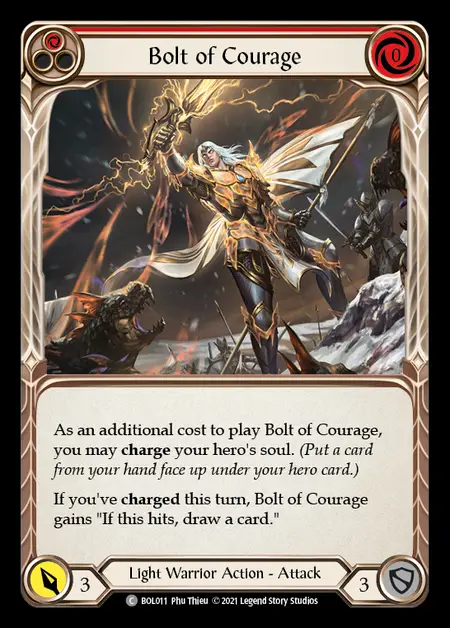 Bolt of Courage
0
As an additional cost to play Bolt of Courage,
you may charge your hero's soul. (Put a card
from your hand face up under your hero card.)
If you've charged this turn, Bolt of Courage
gains "If this hits, draw a card."
3
Light Warrior Action - Attack
3
C BOL011 Phu Thieu © 2021 Legend Story Studios